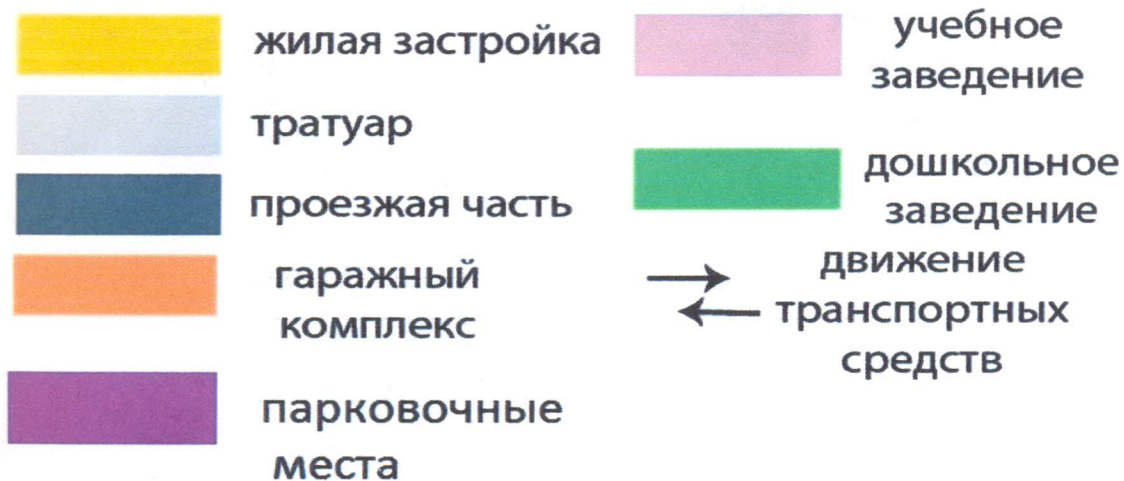 жилая застройка
тратуар
проезжая часть
гаражный
комплекс
парковочные
места
учебное
заведение
дошкольное
заведение
движение
транспортных
средств